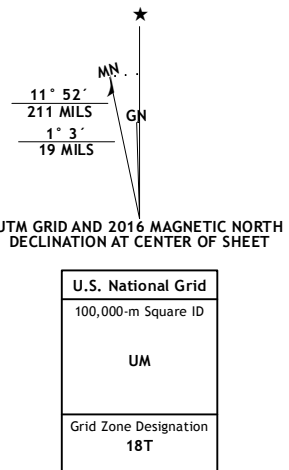 MN
11° 52´
211 MILS
GN
1° 3´
19 MILS
UTM GRID AND 2016 MAGNETIC NORTH
DECLINATION AT CENTER OF SHEET
U.S. National Grid
100,000-m Square ID
UM
Grid Zone Designation
18T